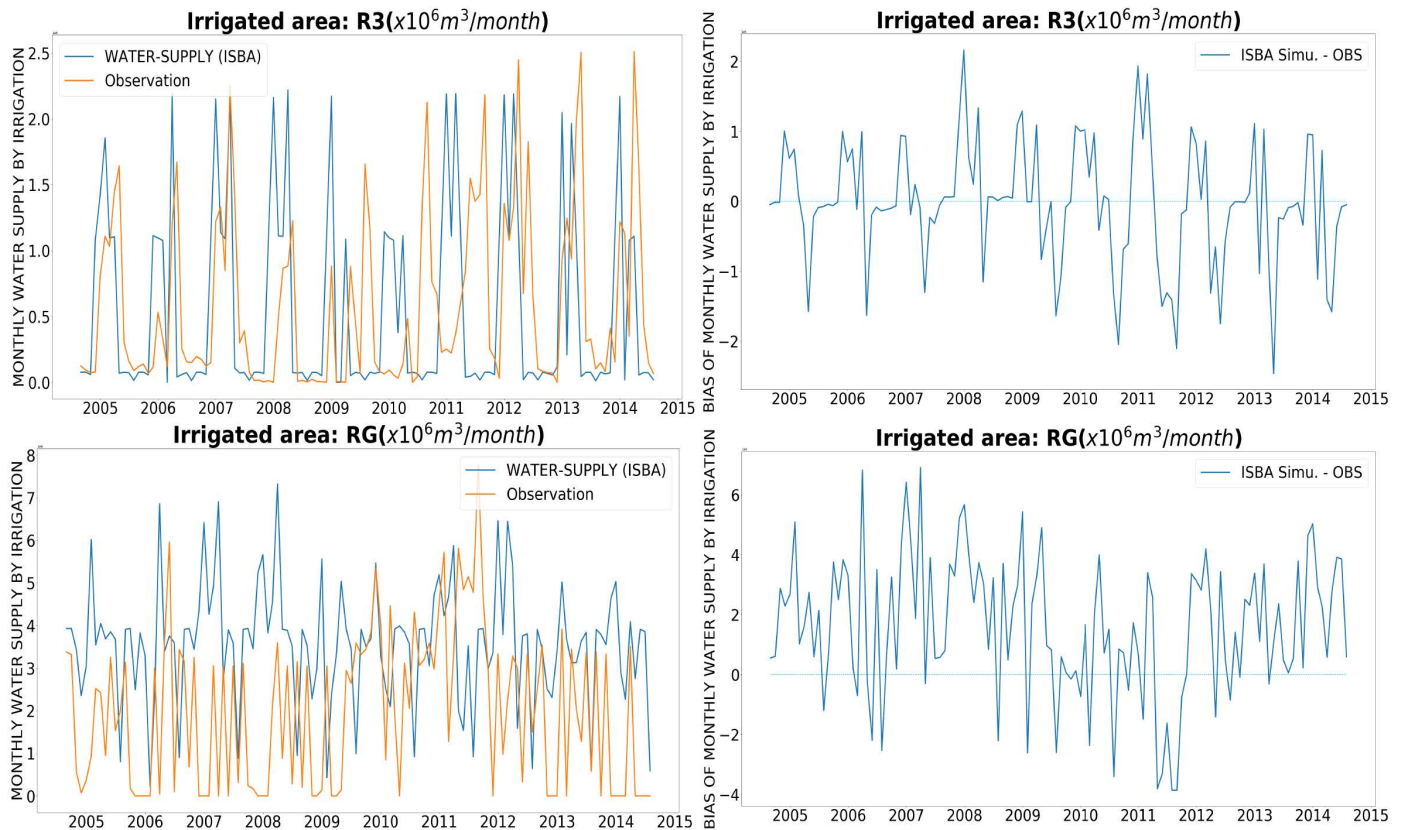 Irrigated area: R3(x10⁶m³/month)
MONTHLY WATER SUPPLY BY IRRIGATION
WATER-SUPPLY (ISBA)
Observation
2.5
2.0
1.5
1.0
0.5
0.0
2005 2006 2007 2008 2009 2010 2011 2012 2013 2014 2015
Irrigated area: R3(x10⁶m³/month)
BIAS OF MONTHLY WATER SUPPLY BY IRRIGATION
ISBA Simu. - OBS
2
1
0
−1
−2
2005 2006 2007 2008 2009 2010 2011 2012 2013 2014 2015
Irrigated area: RG(x10⁶m³/month)
MONTHLY WATER SUPPLY BY IRRIGATION
WATER-SUPPLY (ISBA)
Observation
8
7
6
5
4
3
2
1
0
2005 2006 2007 2008 2009 2010 2011 2012 2013 2014 2015
Irrigated area: RG(x10⁶m³/month)
BIAS OF MONTHLY WATER SUPPLY BY IRRIGATION
ISBA Simu. - OBS
6
4
2
0
−2
−4
2005 2006 2007 2008 2009 2010 2011 2012 2013 2014 2015